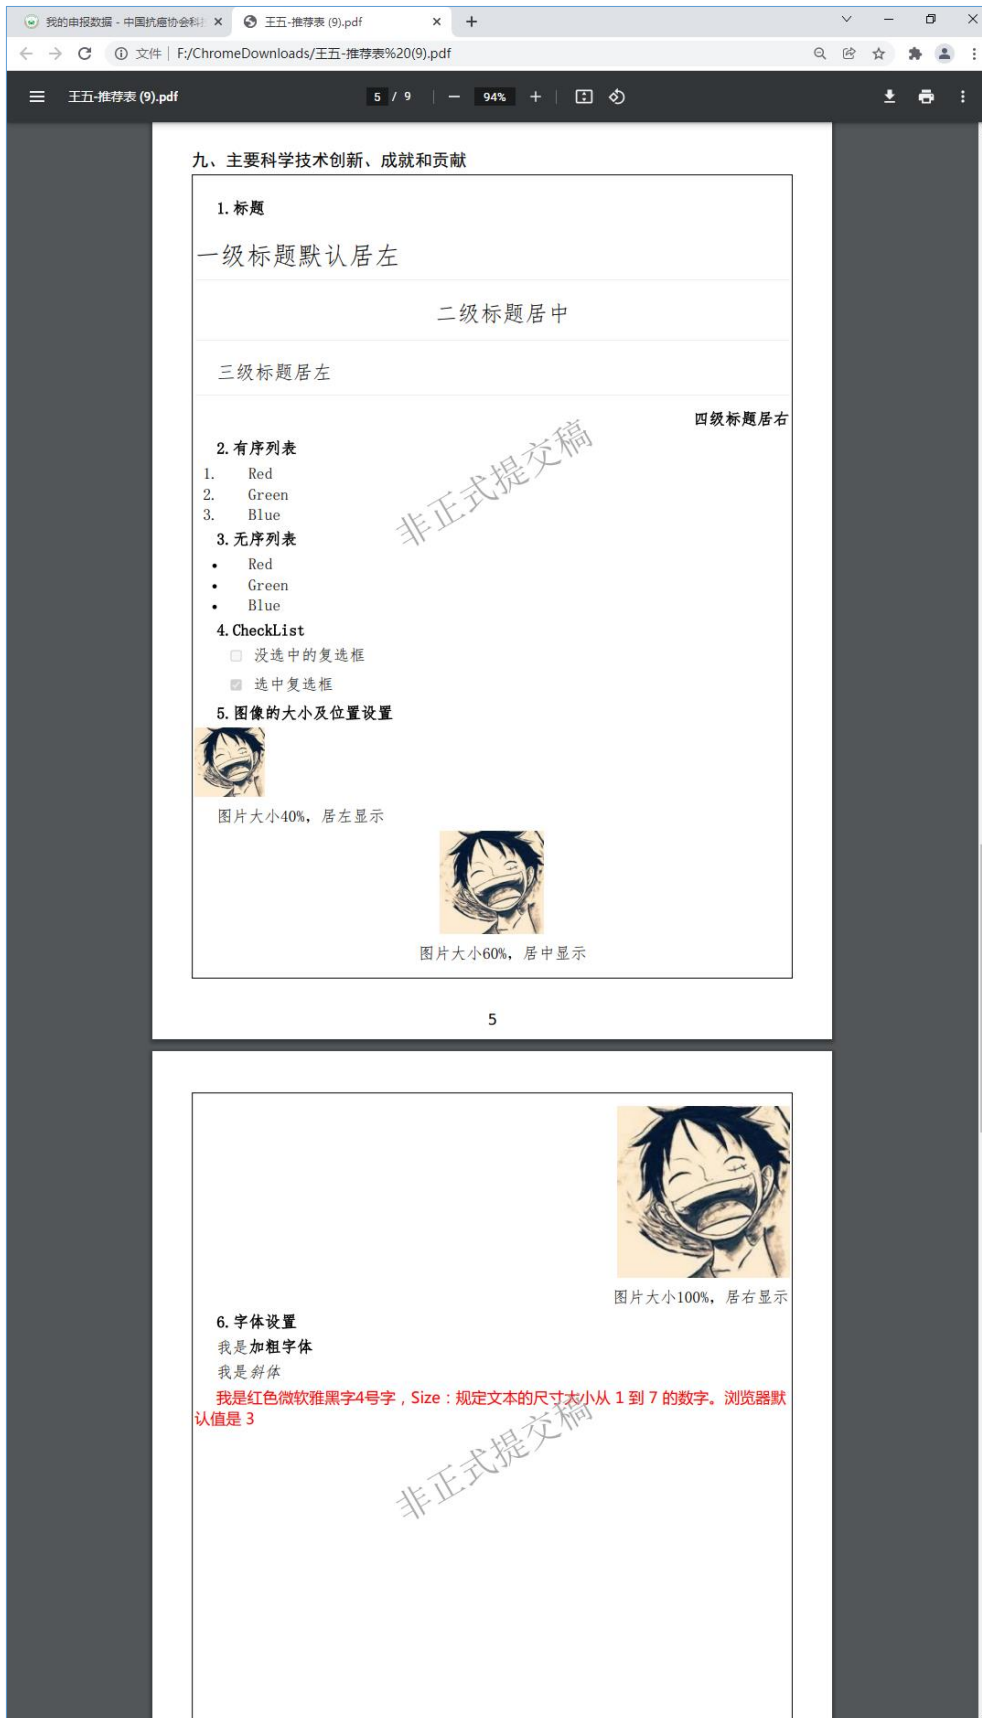 我的申报数据 - 中国抗癌协会科
王五-推荐表 (9).pdf
文件 | F:/ChromeDownloads/王五-推荐表%20(9).pdf
王五-推荐表 (9).pdf
5 / 9
94%
九、主要科学技术创新、成就和贡献
1.标题
一级标题默认居左
二级标题居中
三级标题居左
四级标题居右
2.有序列表
1. Red
2. Green
3. Blue
3.无序列表
• Red
• Green
• Blue
4.CheckList
没选中的复选框
选中复选框
5.图像的大小及位置设置
图片大小40%，居左显示
图片大小60%，居中显示
非正式提交稿
5
图片大小100%，居右显示
6.字体设置
我是加粗字体
我是斜体
我是红色微软雅黑字4号字，Size：规定文本的尺寸大小从 1 到 7 的数字。浏览器默
认值是 3
非正式提交稿